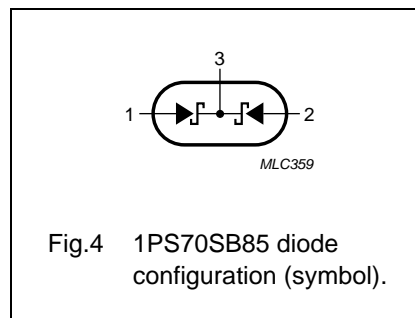 3
1 2
MLC359
Fig.4 1PS70SB85 diode
configuration (symbol).